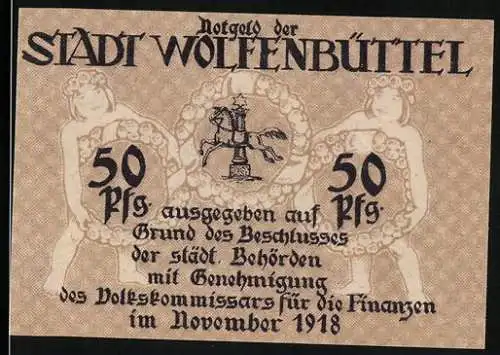 Notgeld der
STADT WOLFENBÜTTEL
50 Pfg.
50 Pfg.
ausgegeben auf
Grund des Beschlusses
der städt. Behörden
mit Genehmigung
des Volkskommissars für die Finanzen
im November 1918